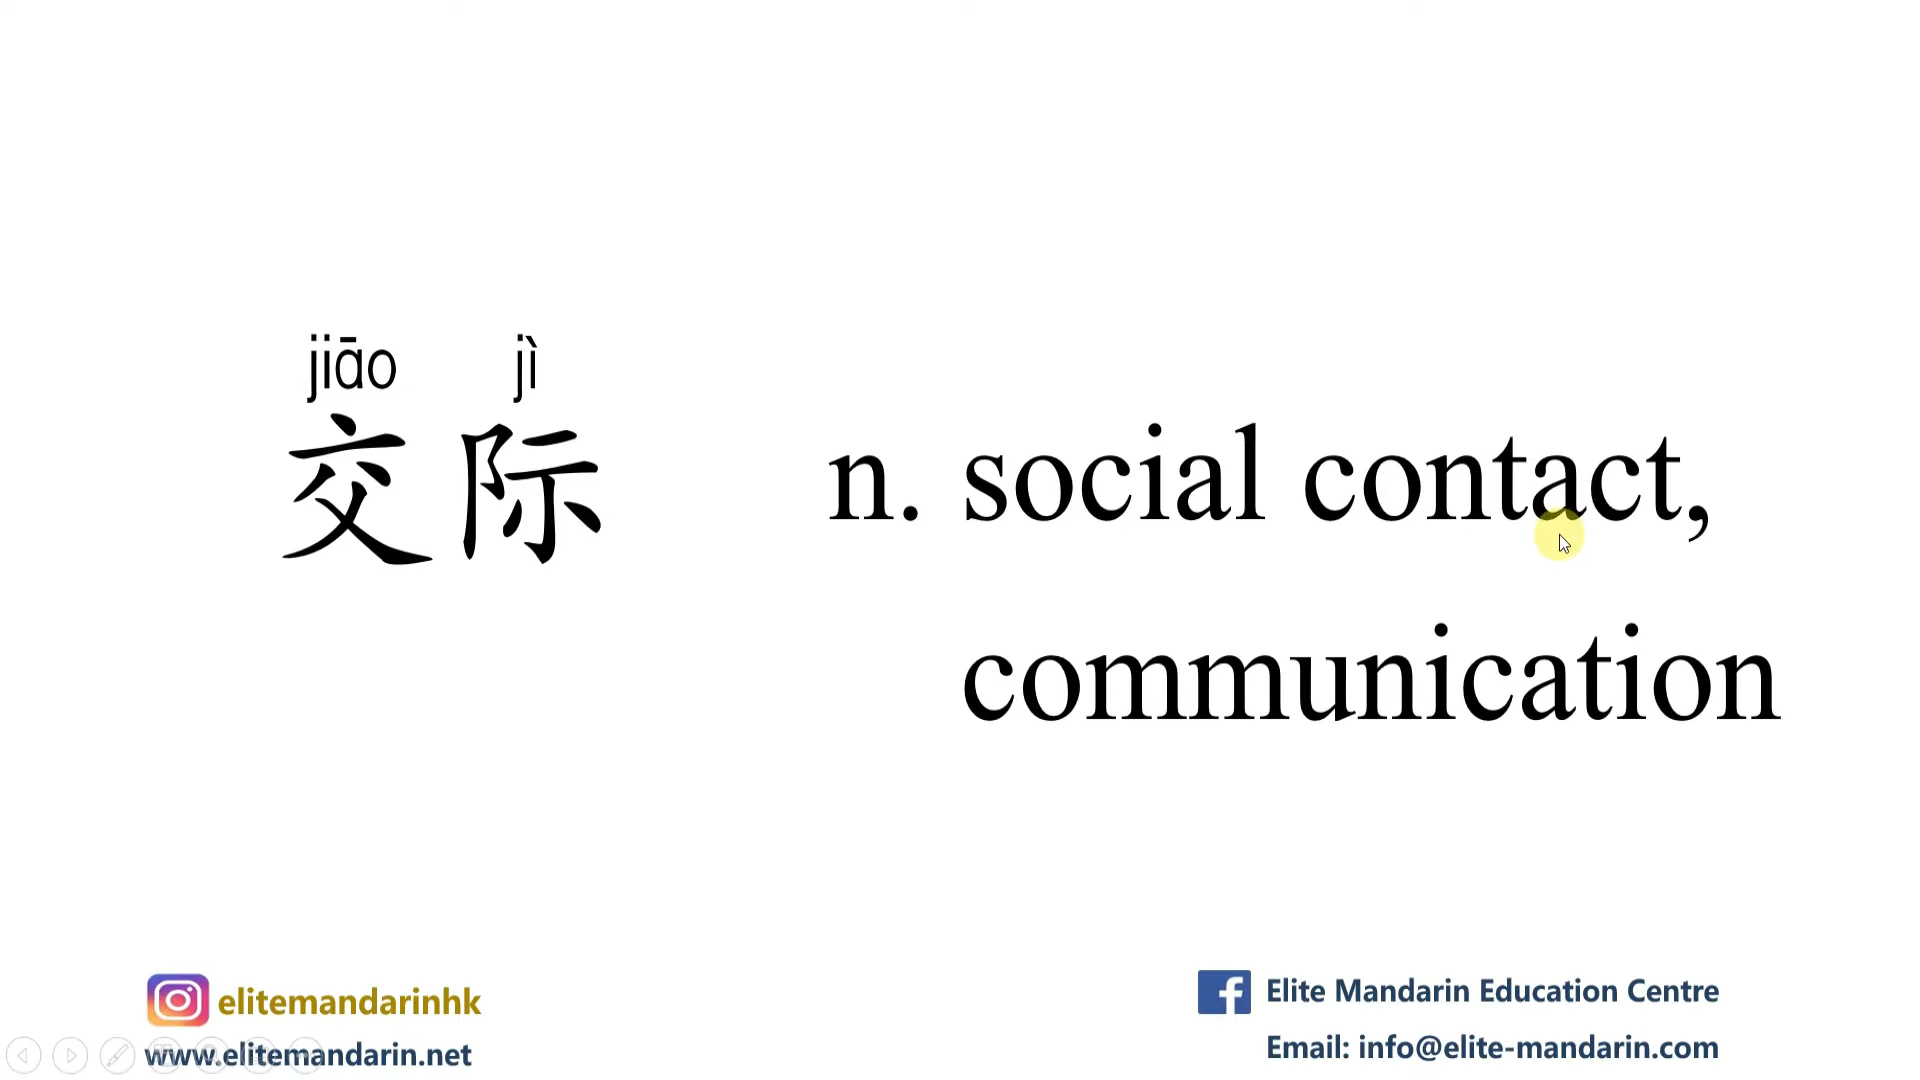 jiāo jì
交际
n. social contact,
communication
elitemandarinhk
www.elitemandarin.net
Elite Mandarin Education Centre
Email: info@elite-mandarin.com